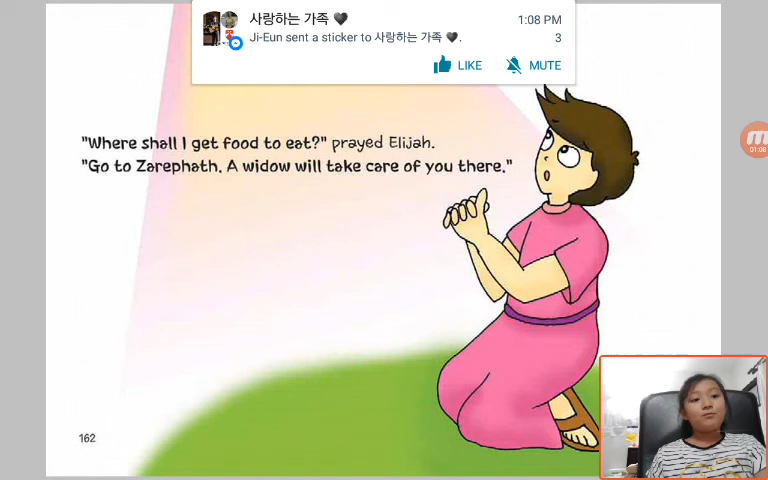 사랑하는 가족 🖤
1:08 PM
Ji-Eun sent a sticker to 사랑하는 가족 🖤.
3
LIKE
MUTE
01:08
"Where shall I get food to eat?" prayed Elijah.
"Go to Zarephath. A widow will take care of you there."
162